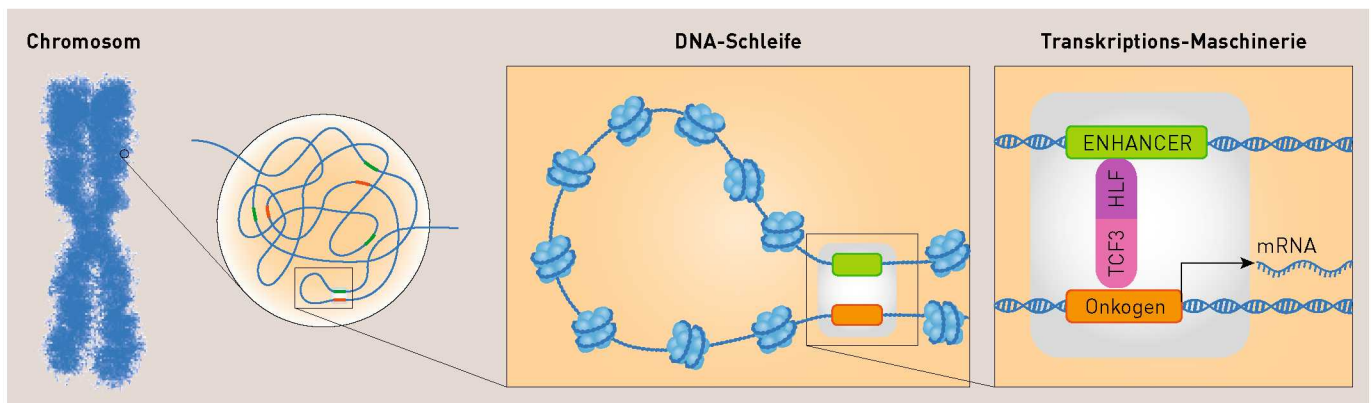 Chromosom
DNA-Schleife
Transkriptions-Maschinerie
ENHANCER
HLF
TCF3
mRNA
Onkogen